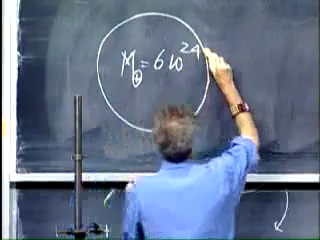 M⊕ = 6 10²⁴